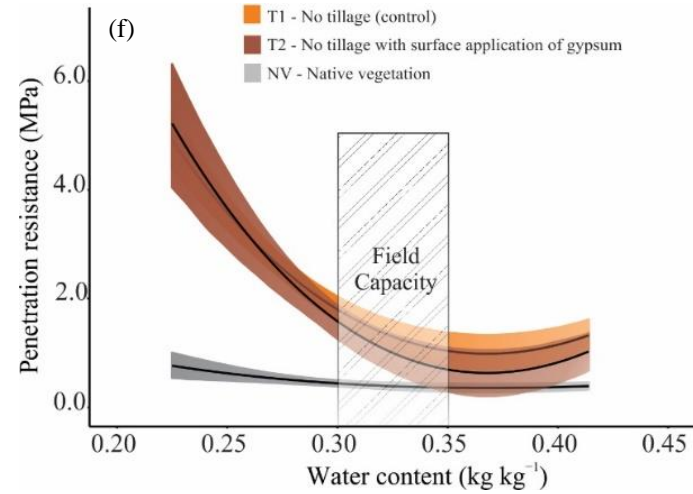 (f)
T1 - No tillage (control)
T2 - No tillage with surface application of gypsum
NV - Native vegetation
Penetration resistance (MPa)
6.0
4.0
2.0
0.0
Field
Capacity
0.20 0.25 0.30 0.35 0.40 0.45
Water content (kg kg⁻¹)